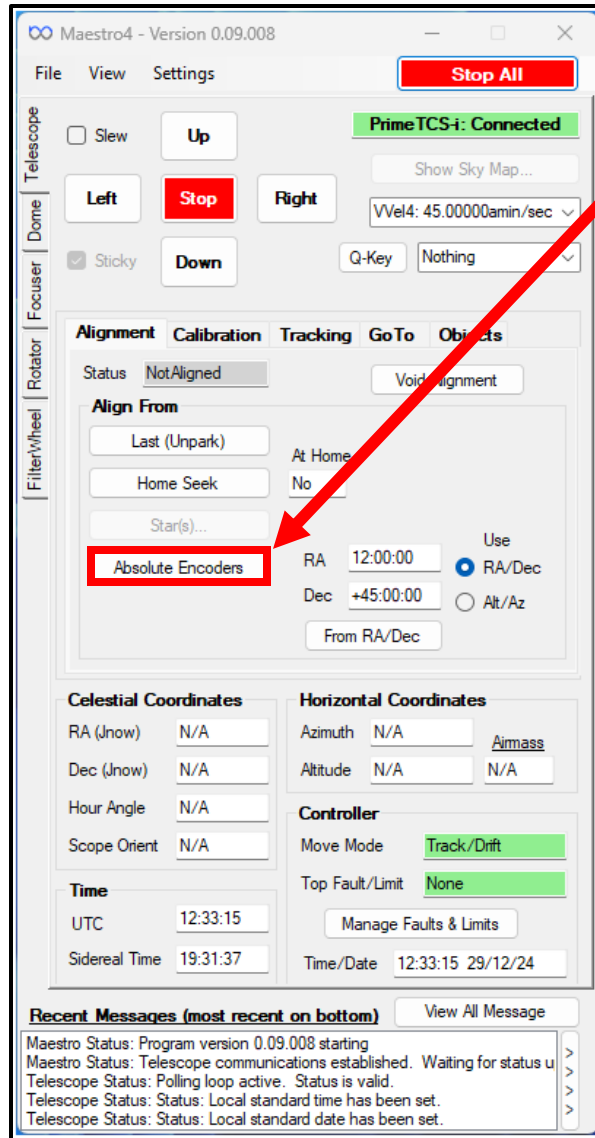 Maestro4 - Version 0.09.008
File View Settings Stop All
Telescope
Dome
Focuser
Rotator
FilterWheel
Slew Up PrimeTCS-i: Connected
Show Sky Map...
Left Stop Right VVel4: 45.00000amin/sec
Sticky Down Q-Key Nothing
Alignment Calibration Tracking GoTo Objects
Status NotAligned Void Alignment
Align From
Last (Unpark)
At Home
Home Seek No
Star(s)...
Use
Absolute Encoders RA 12:00:00 RA/Dec
Dec +45:00:00 Alt/Az
From RA/Dec
Celestial Coordinates Horizontal Coordinates
RA (Jnow) N/A Azimuth N/A Airmass
Dec (Jnow) N/A Altitude N/A N/A
Hour Angle N/A Controller
Scope Orient N/A Move Mode Track/Drift
Time Top Fault/Limit None
UTC 12:33:15 Manage Faults & Limits
Sidereal Time 19:31:37 Time/Date 12:33:15 29/12/24
Recent Messages (most recent on bottom) View All Message
Maestro Status: Program version 0.09.008 starting
Maestro Status: Telescope communications established. Waiting for status u
Telescope Status: Polling loop active. Status is valid.
Telescope Status: Status: Local standard time has been set.
Telescope Status: Status: Local standard date has been set.